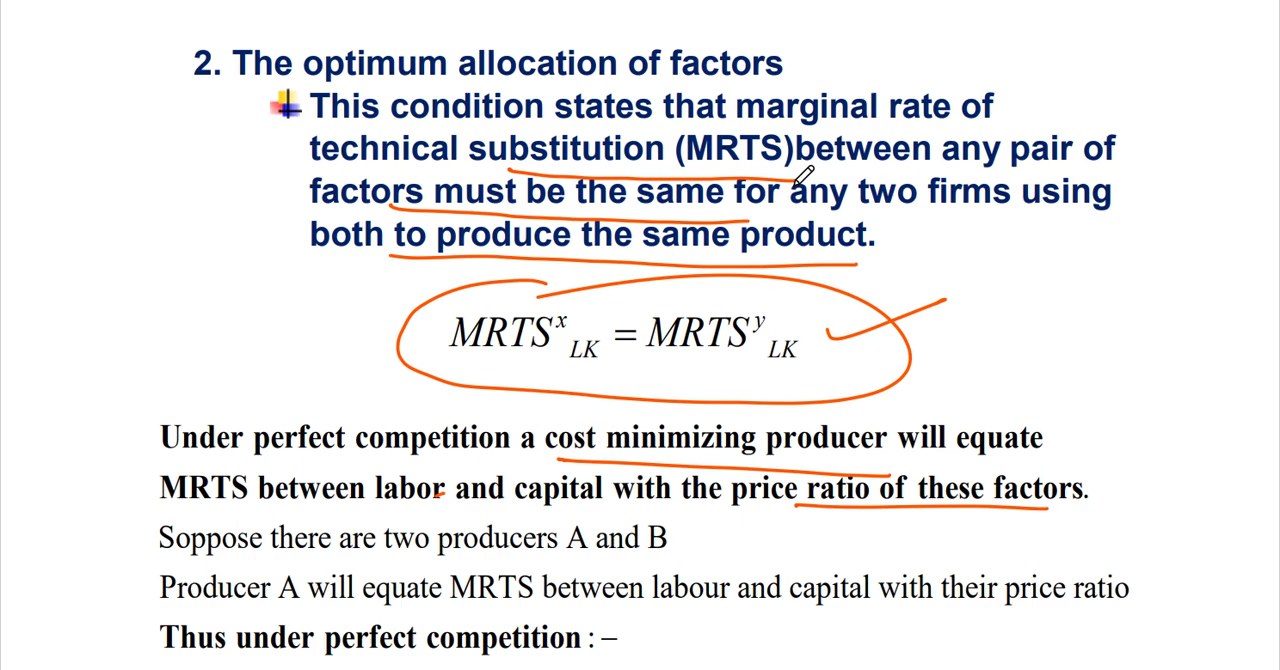 2. The optimum allocation of factors
This condition states that marginal rate of
technical substitution (MRTS)between any pair of
factors must be the same for any two firms using
both to produce the same product.
MRTS^x_LK = MRTS^y_LK
Under perfect competition a cost minimizing producer will equate
MRTS between labor and capital with the price ratio of these factors.
Soppose there are two producers A and B
Producer A will equate MRTS between labour and capital with their price ratio
Thus under perfect competition : –